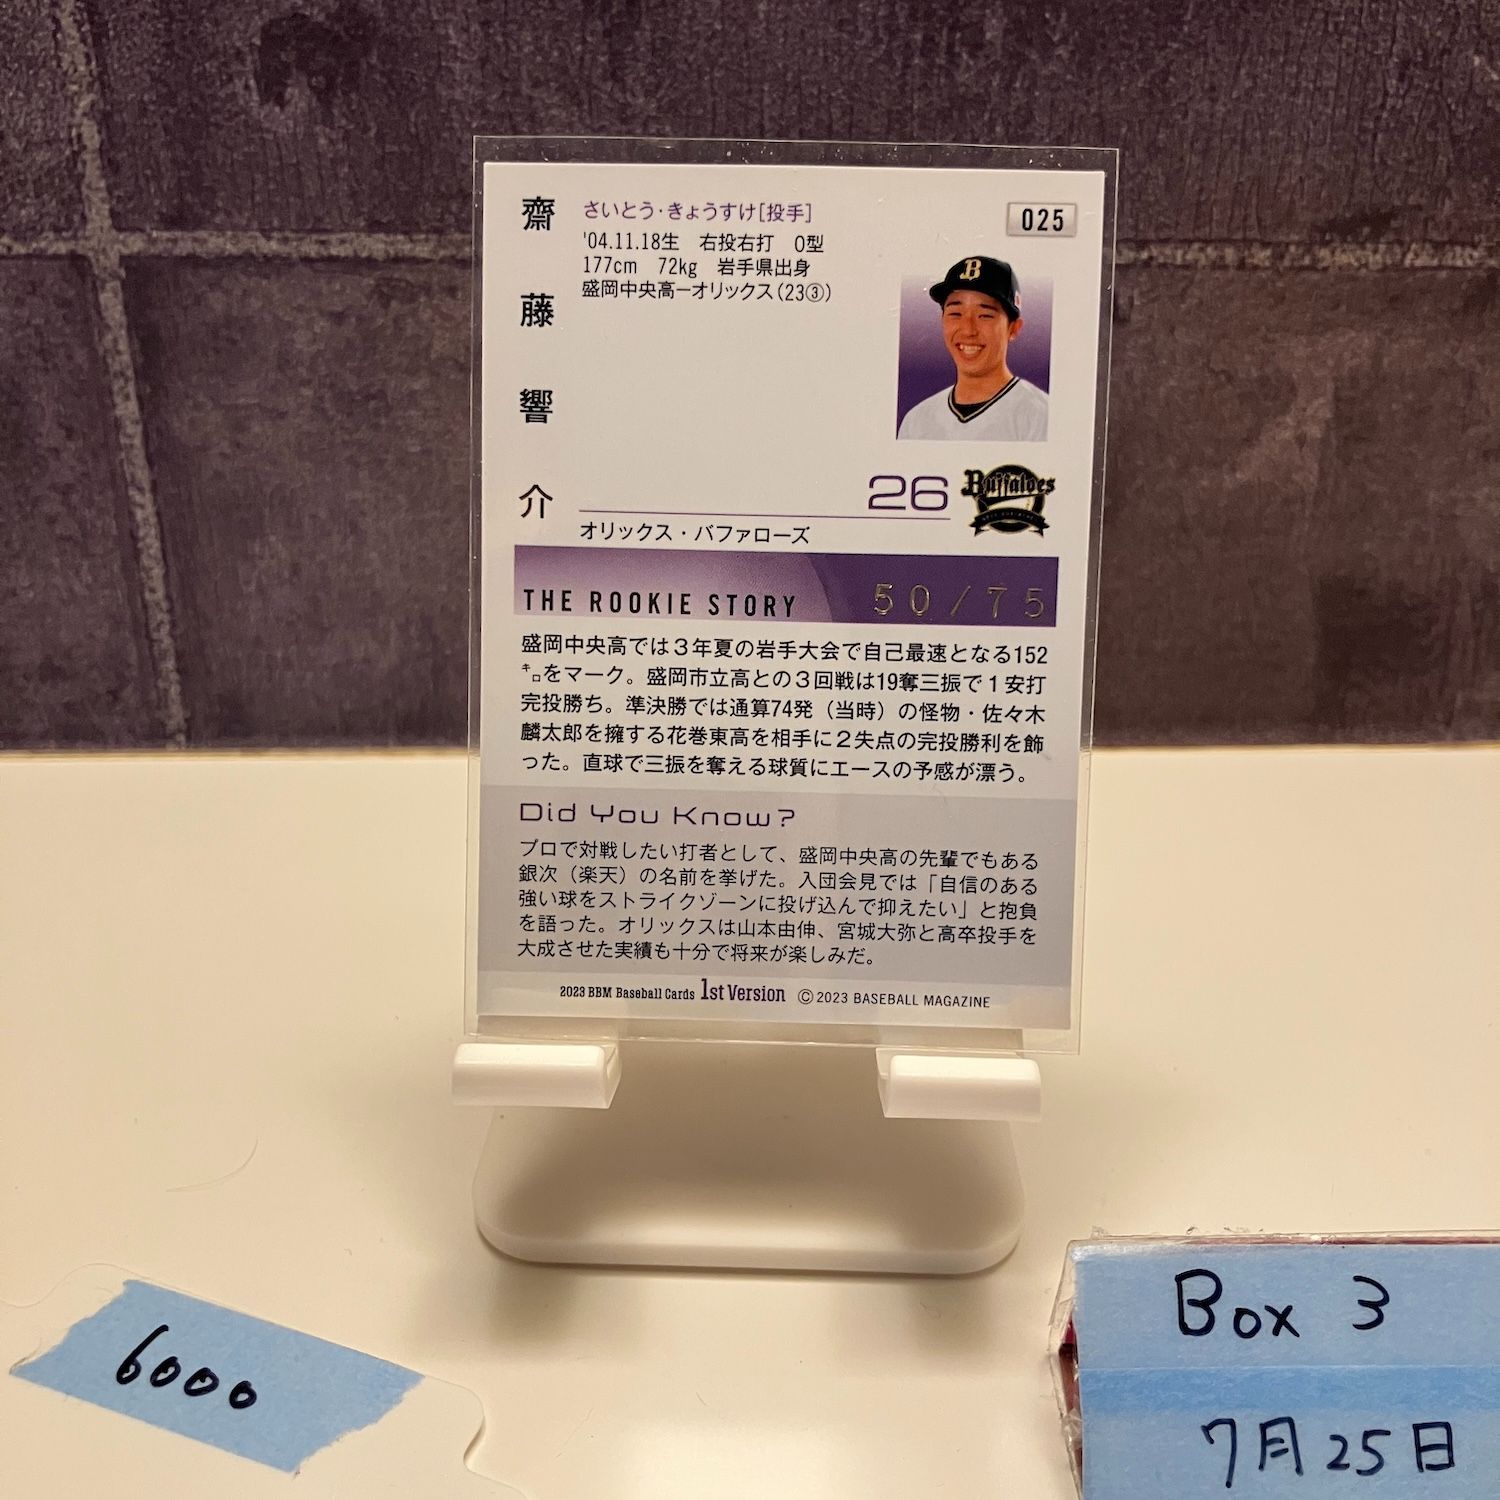 齋藤響介
さいとう・きょうすけ[投手]
'04.11.18生 右投右打 O型
177cm 72kg 岩手県出身
盛岡中央高ーオリックス(23③)
025
B
26
Buffaloes
オリックス・バファローズ
THE ROOKIE STORY 50/75
盛岡中央高では3年夏の岩手大会で自己最速となる152
㌔をマーク。盛岡市立高との3回戦は19奪三振で1安打
完投勝ち。準決勝では通算74発（当時）の怪物・佐々木
麟太郎を擁する花巻東高を相手に2失点の完投勝利を飾
った。直球で三振を奪える球質にエースの予感が漂う。
Did You Know?
プロで対戦したい打者として、盛岡中央高の先輩でもある
銀次（楽天）の名前を挙げた。入団会見では「自信のある
強い球をストライクゾーンに投げ込んで抑えたい」と抱負
を語った。オリックスは山本由伸、宮城大弥と高卒投手を
大成させた実績も十分で将来が楽しみだ。
2023 BBM Baseball Cards 1st Version ©2023 BASEBALL MAGAZINE
6000
Box 3
7月25日